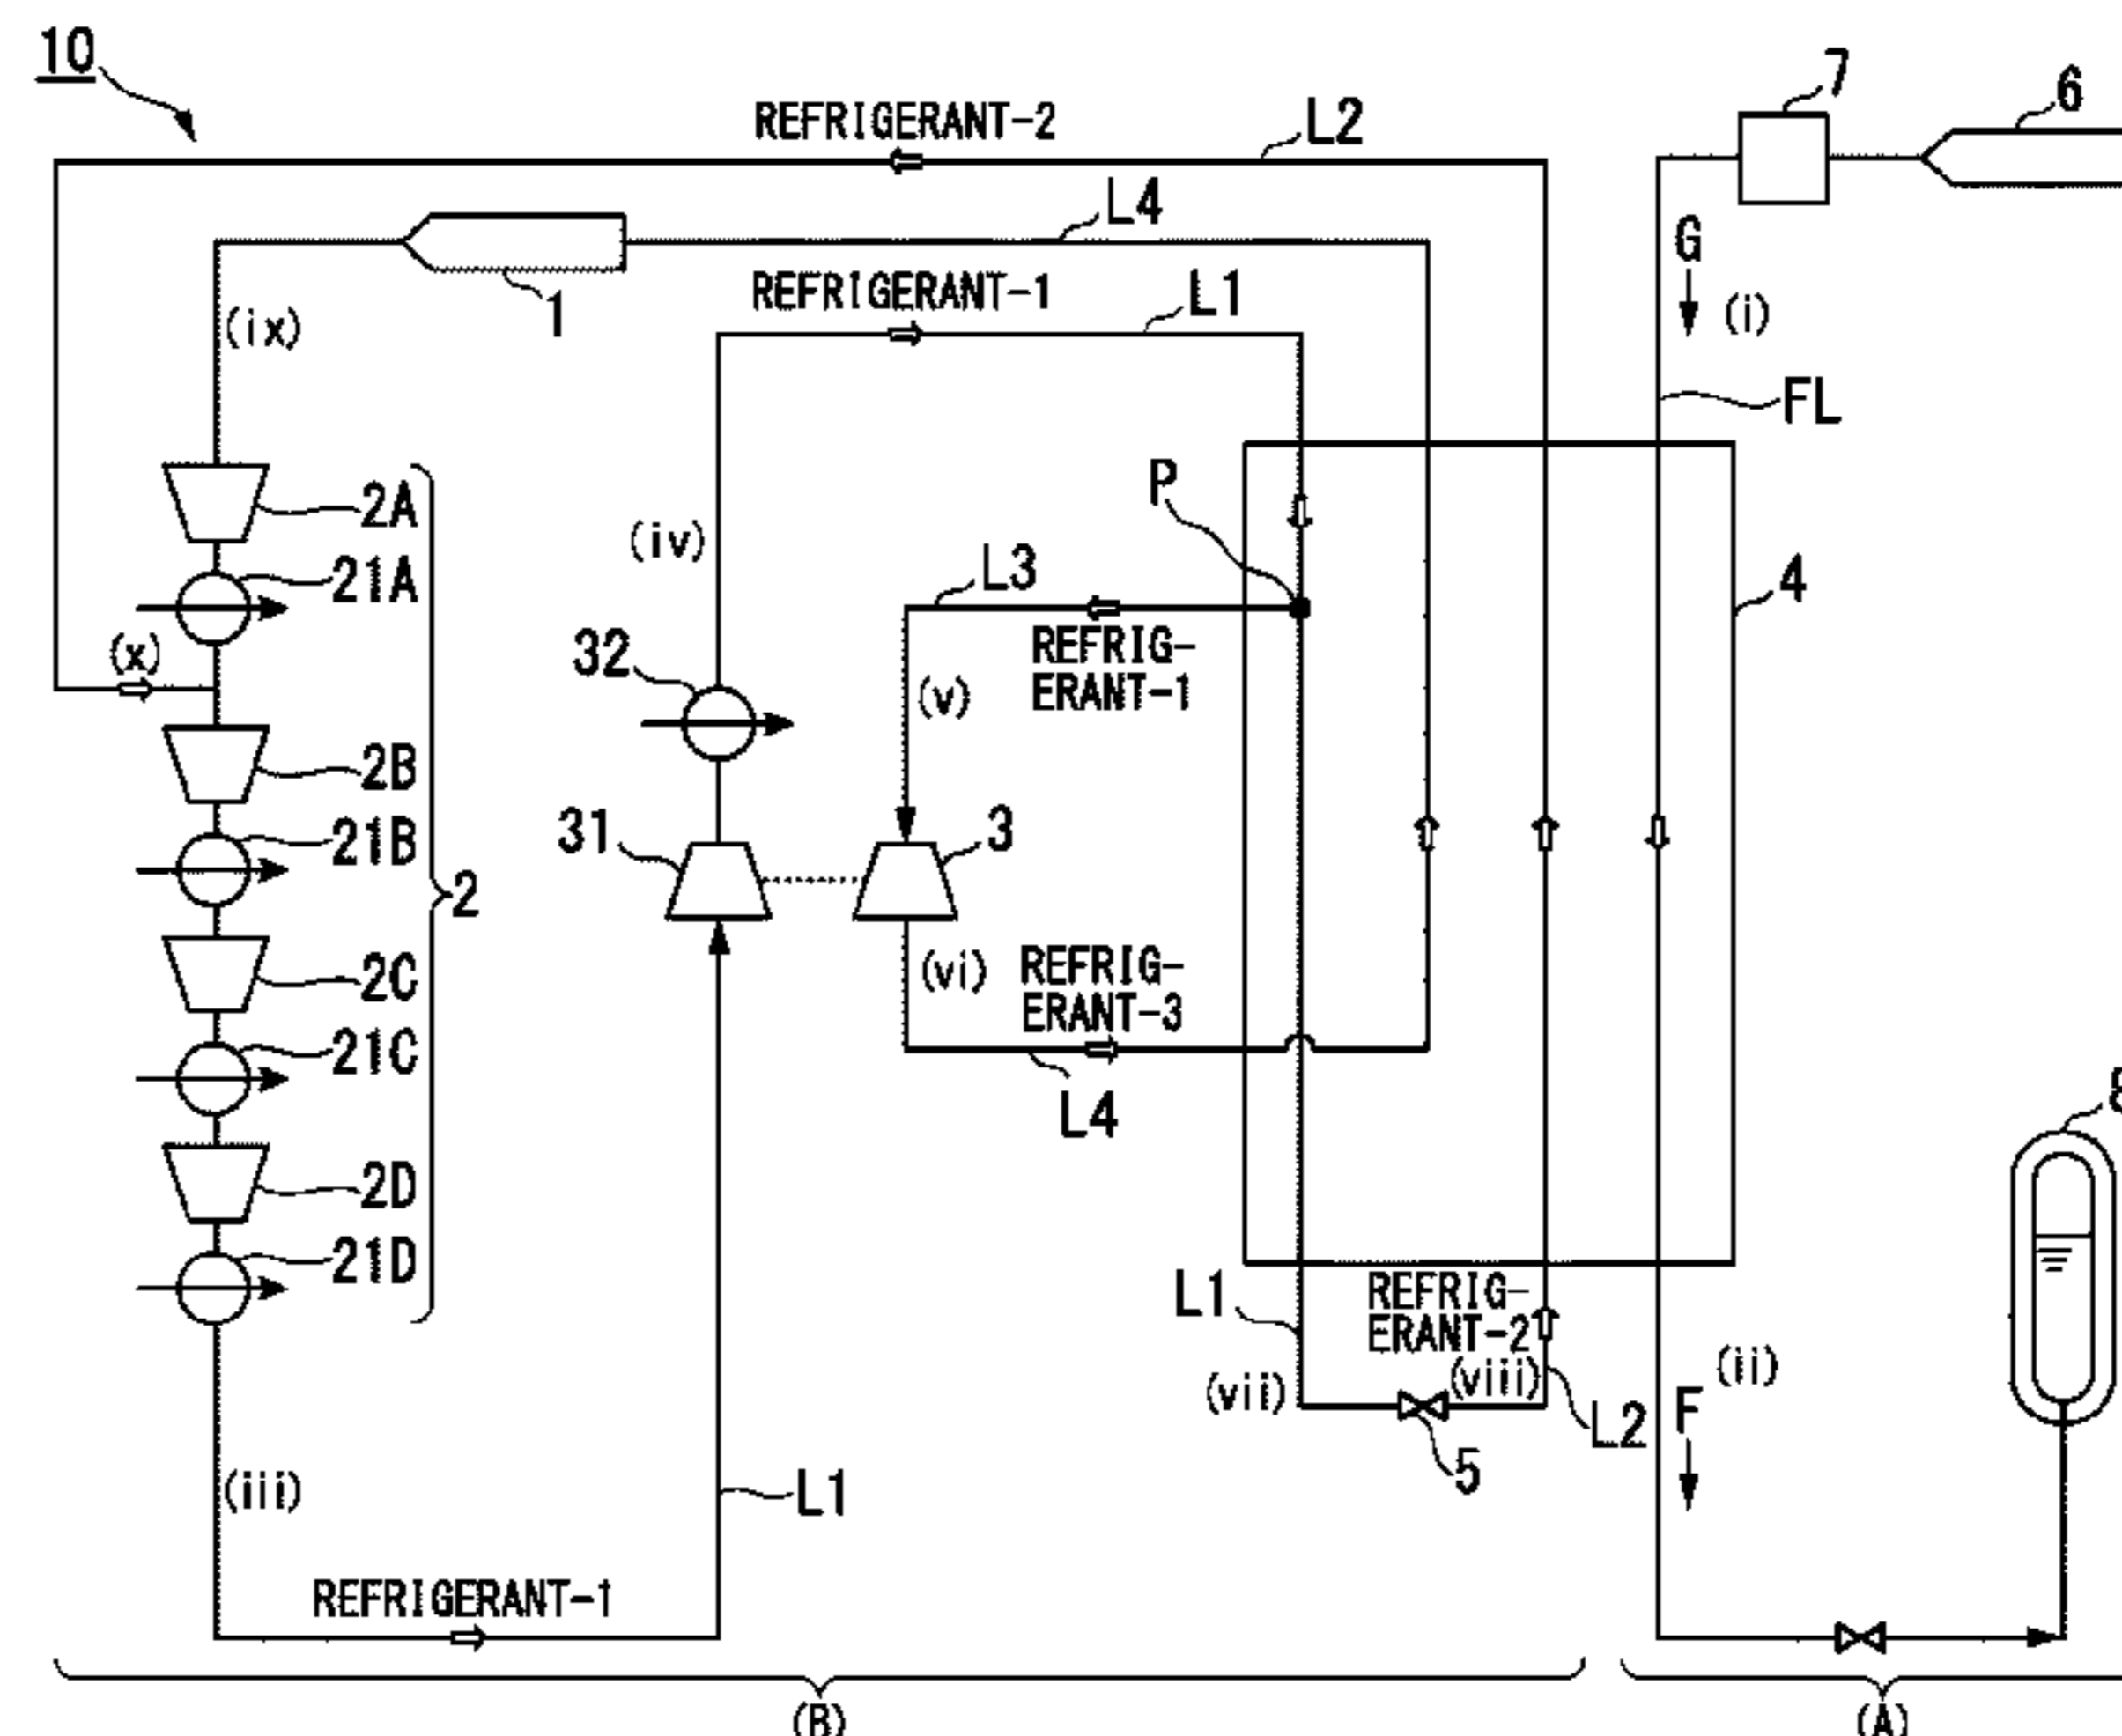 10
7
6
REFRIGERANT-2
L2
L4
G
(i)
1
REFRIGERANT-1
L1
(ix)
FL
P
2A
(iv)
L3
4
21A
32
REFRIG-
ERANT-1
(x)
(v)
2B
31
3
21B
2
2C
(vi)
REFRIG-
ERANT-3
21C
L4
8
2D
21D
L1
REFRIG-
ERANT-2
(vii)
(viii)
L2
(ii)
F
5
(iii)
L1
REFRIGERANT-1
(B)
(A)